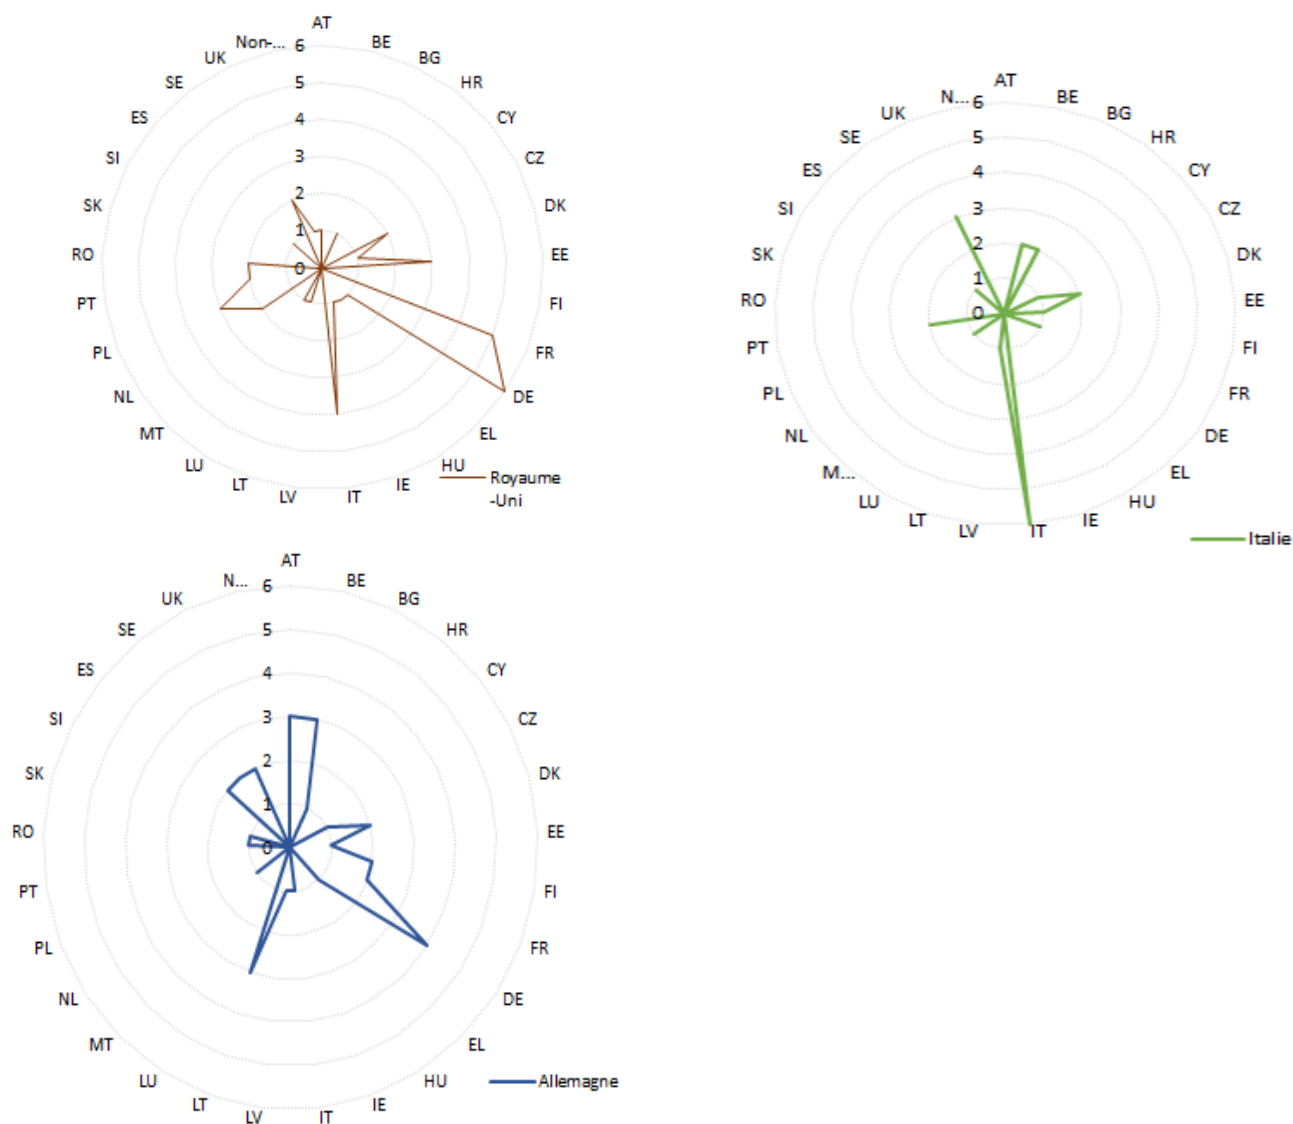 AT
BE
BG
HR
CY
CZ
DK
EE
FI
FR
DE
EL
HU
IE
IT
LV
LT
LU
MT
NL
PL
PT
RO
SK
SI
ES
SE
UK
Non-...
6
5
4
3
2
1
0
Royaume
-Uni
AT
BE
BG
HR
CY
CZ
DK
EE
FI
FR
DE
EL
HU
IE
IT
LV
LT
LU
M...
NL
PL
PT
RO
SK
SI
ES
SE
UK
N...
6
5
4
3
2
1
0
Italie
AT
BE
BG
HR
CY
CZ
DK
EE
FI
FR
DE
EL
HU
IE
IT
LV
LT
LU
MT
NL
PL
PT
RO
SK
SI
ES
SE
UK
N...
6
5
4
3
2
1
0
Allemagne